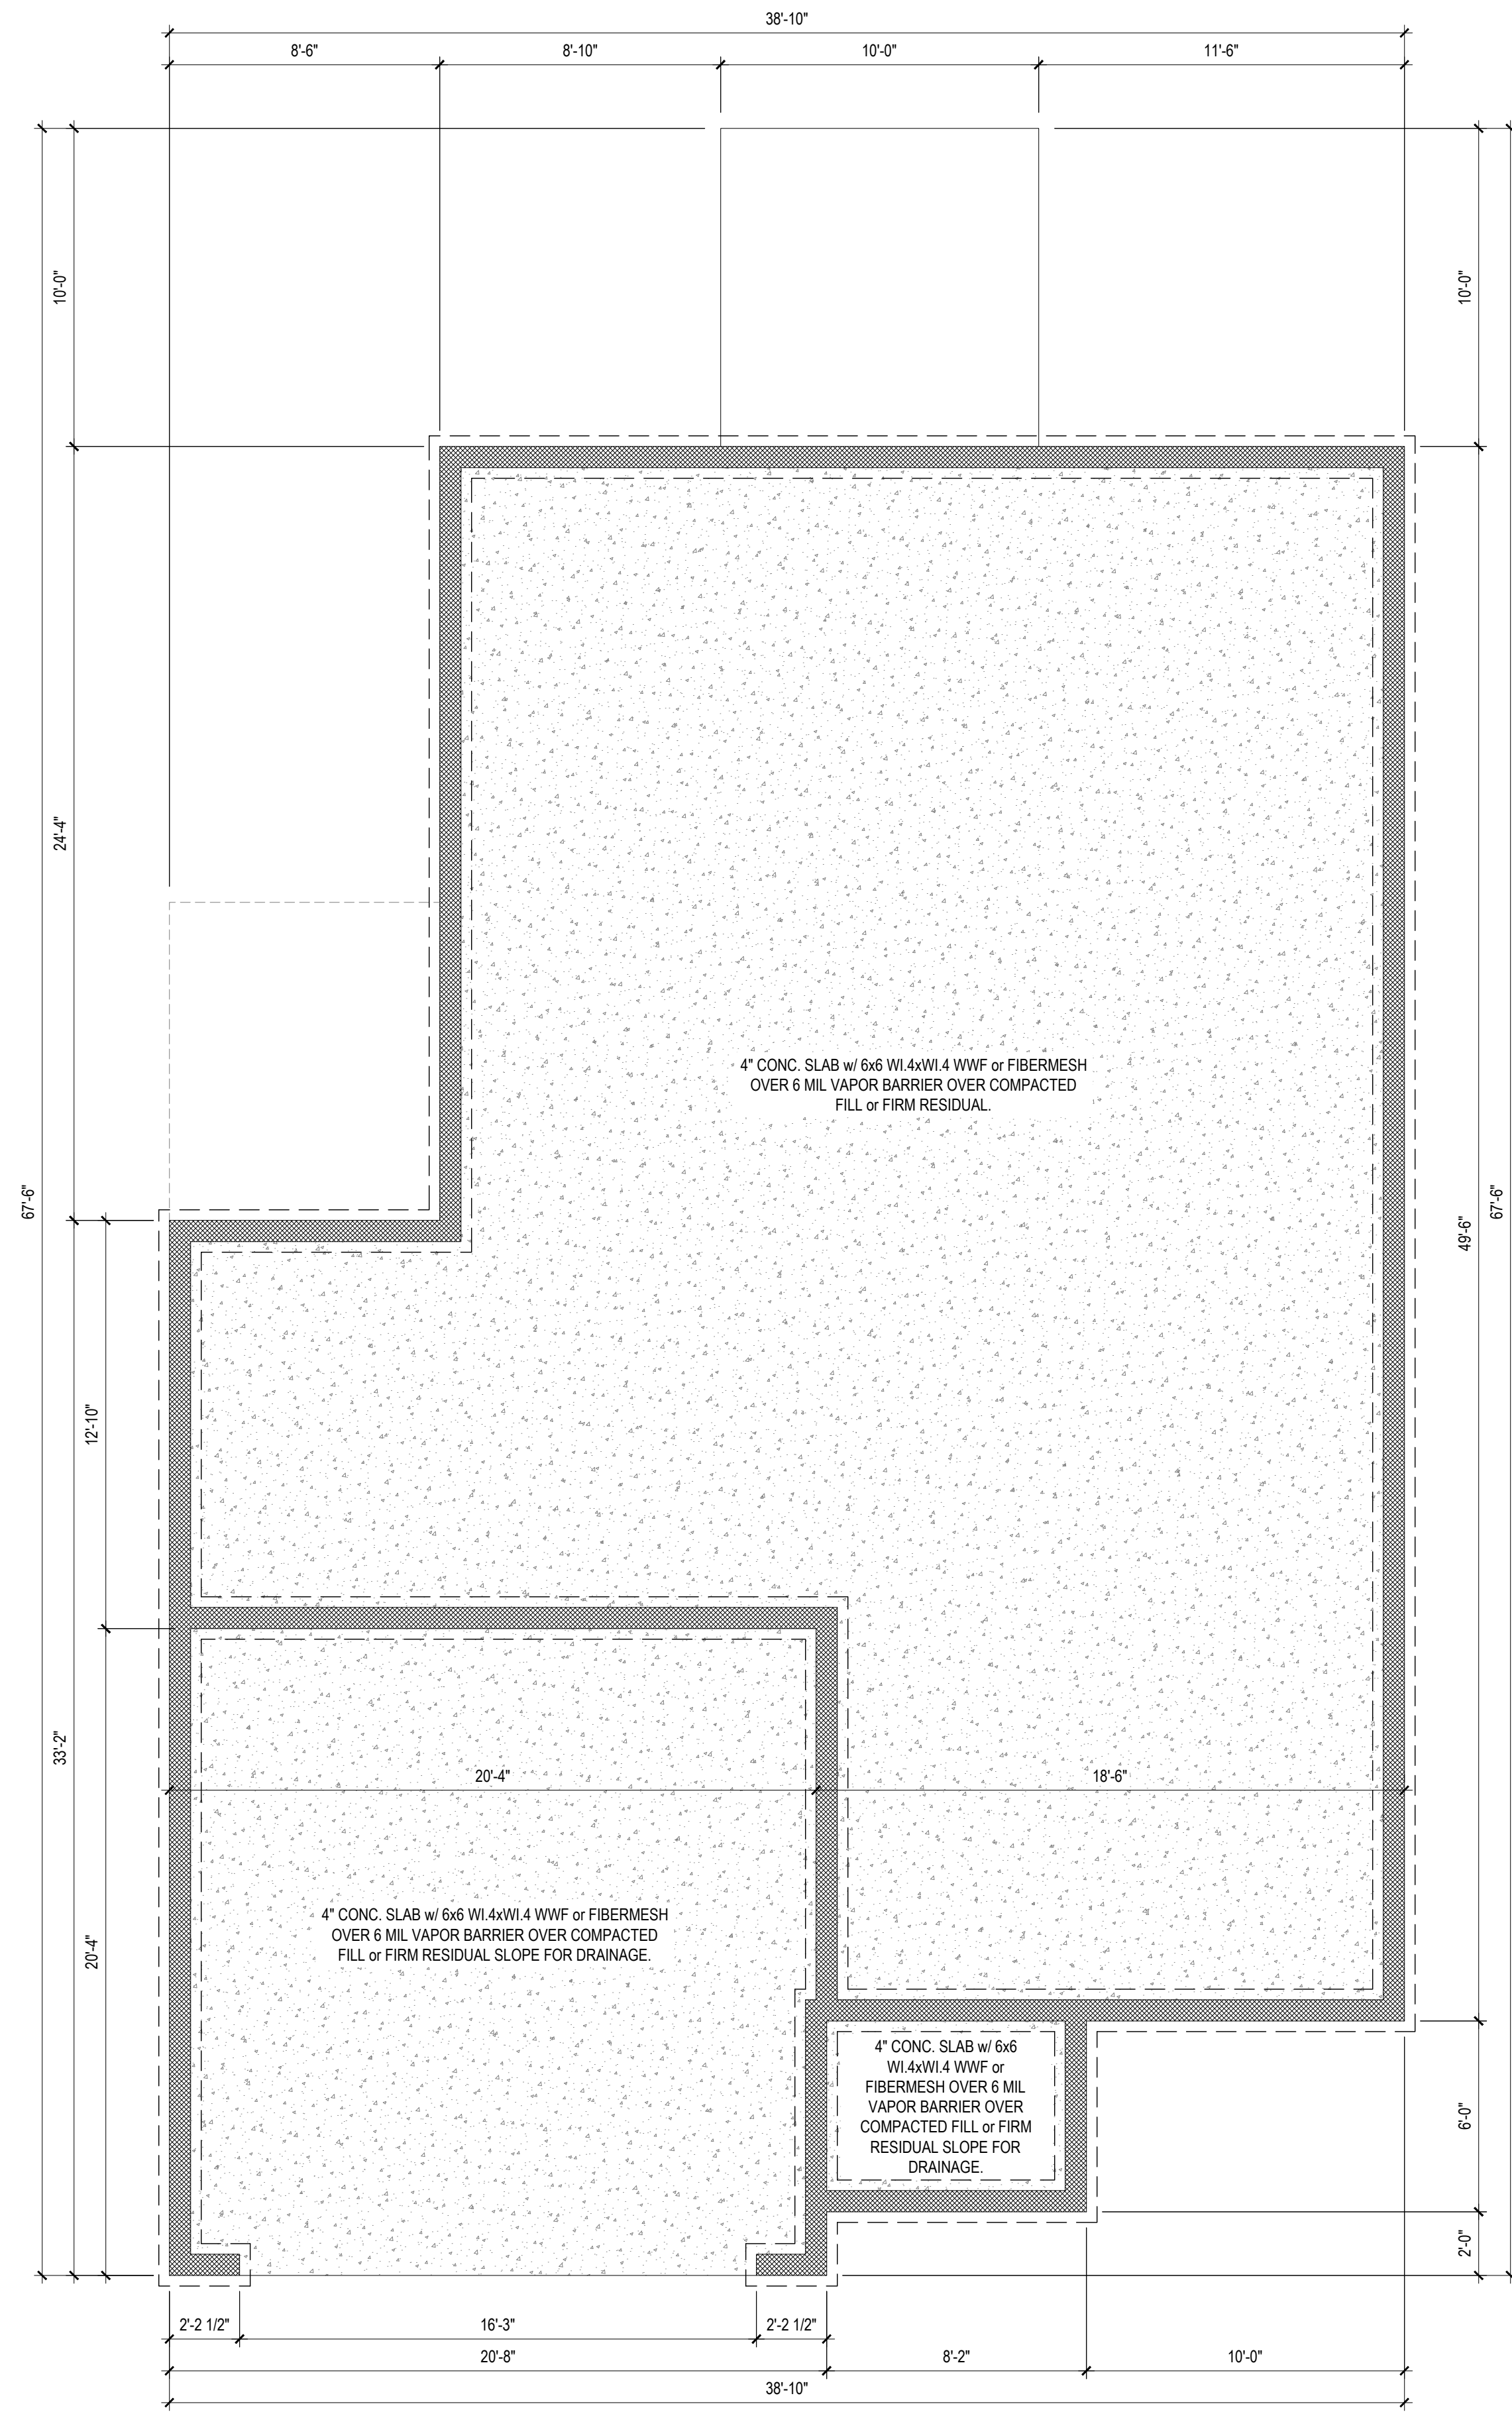 38'-10"
8'-6"
8'-10"
10'-0"
11'-6"
10'-0"
10'-0"
24'-4"
4" CONC. SLAB w/ 6x6 WI.4xWI.4 WWF or FIBERMESH
OVER 6 MIL VAPOR BARRIER OVER COMPACTED
FILL or FIRM RESIDUAL.
67'-6"
49'-6"
67'-6"
12'-10"
33'-2"
20'-4"
18'-6"
20'-4"
4" CONC. SLAB w/ 6x6 WI.4xWI.4 WWF or FIBERMESH
OVER 6 MIL VAPOR BARRIER OVER COMPACTED
FILL or FIRM RESIDUAL SLOPE FOR DRAINAGE.
4" CONC. SLAB w/ 6x6
WI.4xWI.4 WWF or
FIBERMESH OVER 6 MIL
VAPOR BARRIER OVER
COMPACTED FILL or FIRM
RESIDUAL SLOPE FOR
DRAINAGE.
6'-0"
2'-0"
2'-2 1/2"
16'-3"
2'-2 1/2"
20'-8"
8'-2"
10'-0"
38'-10"